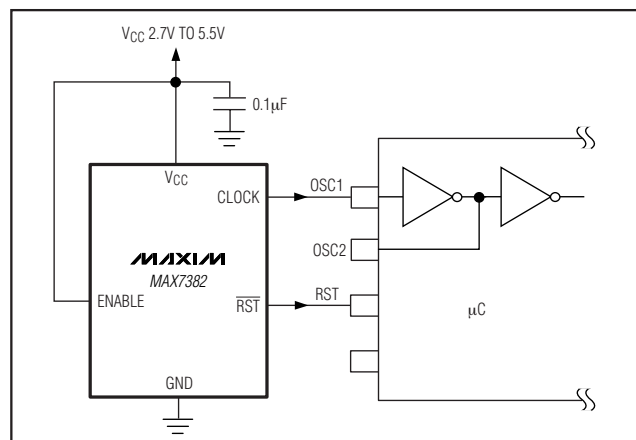 VCC 2.7V TO 5.5V
0.1µF
VCC
CLOCK
OSC1
MAXIM
MAX7382
OSC2
ENABLE
RST
RST
µC
GND